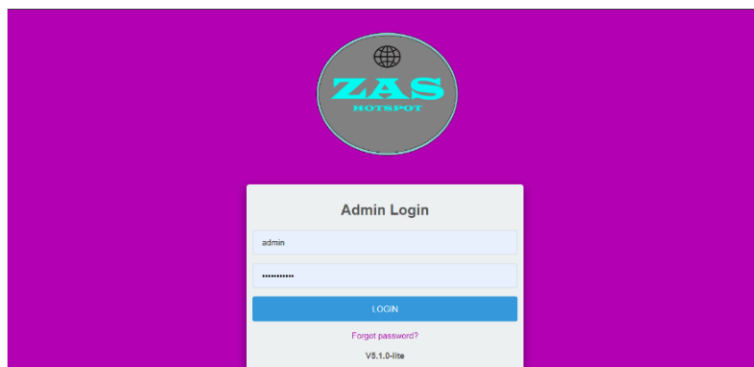 ZAS
HOTSPOT
Admin Login
admin
•••••••••••
LOGIN
Forgot password?
V5.1.0-lite